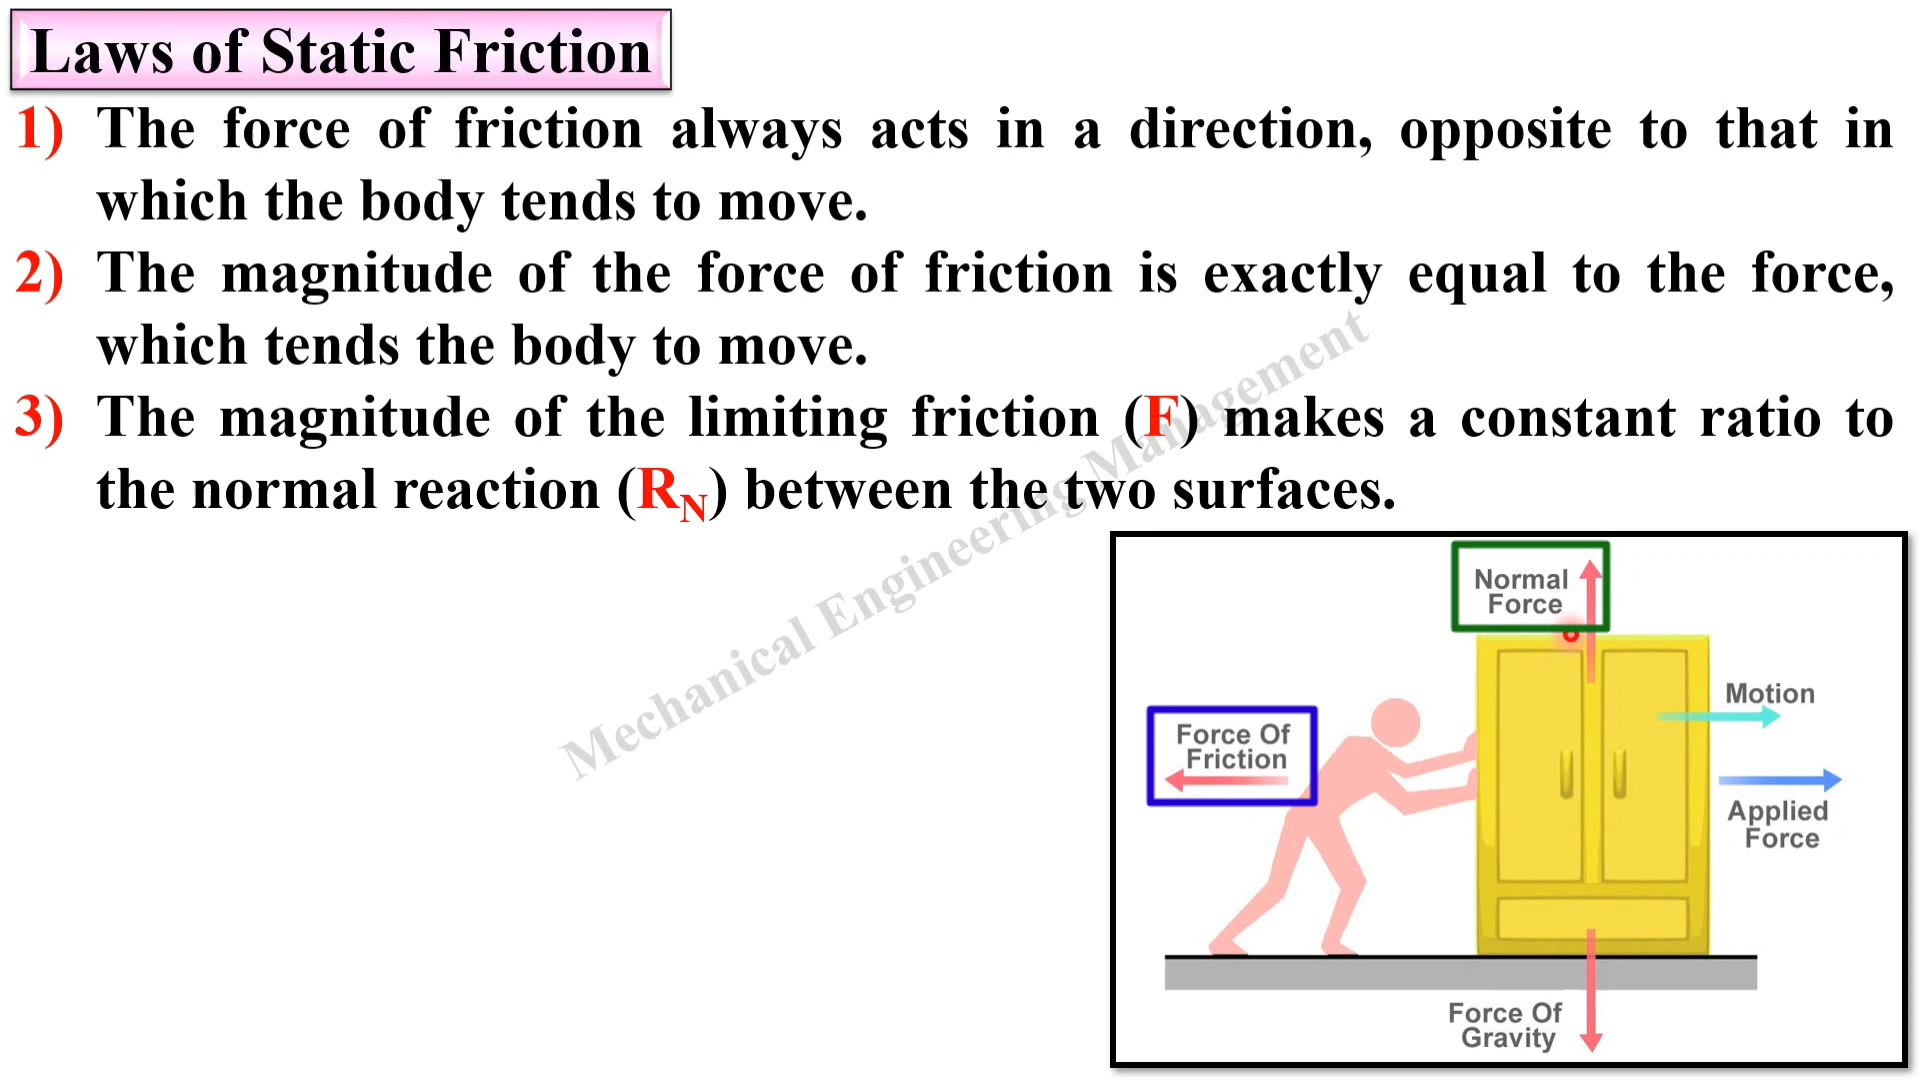 Laws of Static Friction
1) The force of friction always acts in a direction, opposite to that in
which the body tends to move.
2) The magnitude of the force of friction is exactly equal to the force,
which tends the body to move.
3) The magnitude of the limiting friction (F) makes a constant ratio to
the normal reaction (RN) between the two surfaces.
Mechanical Engineering Management
Normal
Force
Motion
Force Of
Friction
Applied
Force
Force Of
Gravity